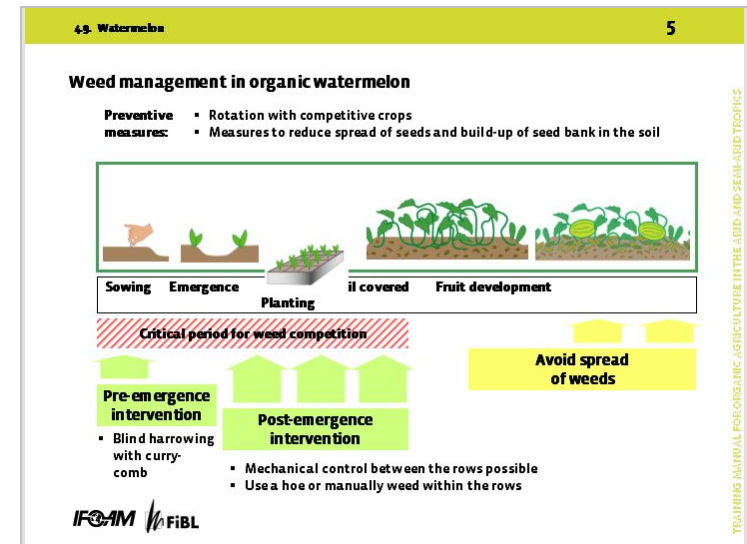 4.9. Watermelon
5
Weed management in organic watermelon
Preventive
measures:
▪ Rotation with competitive crops
▪ Measures to reduce spread of seeds and build-up of seed bank in the soil
Sowing Emergence il covered Fruit development
Planting
Critical period for weed competition
Avoid spread
of weeds
Pre-emergence
intervention
Post-emergence
intervention
▪ Blind harrowing
with curry-
comb
▪ Mechanical control between the rows possible
▪ Use a hoe or manually weed within the rows
IFOAM FiBL
TRAINING MANUAL FOR ORGANIC AGRICULTURE IN THE ARID AND SEMI-ARID TROPICS